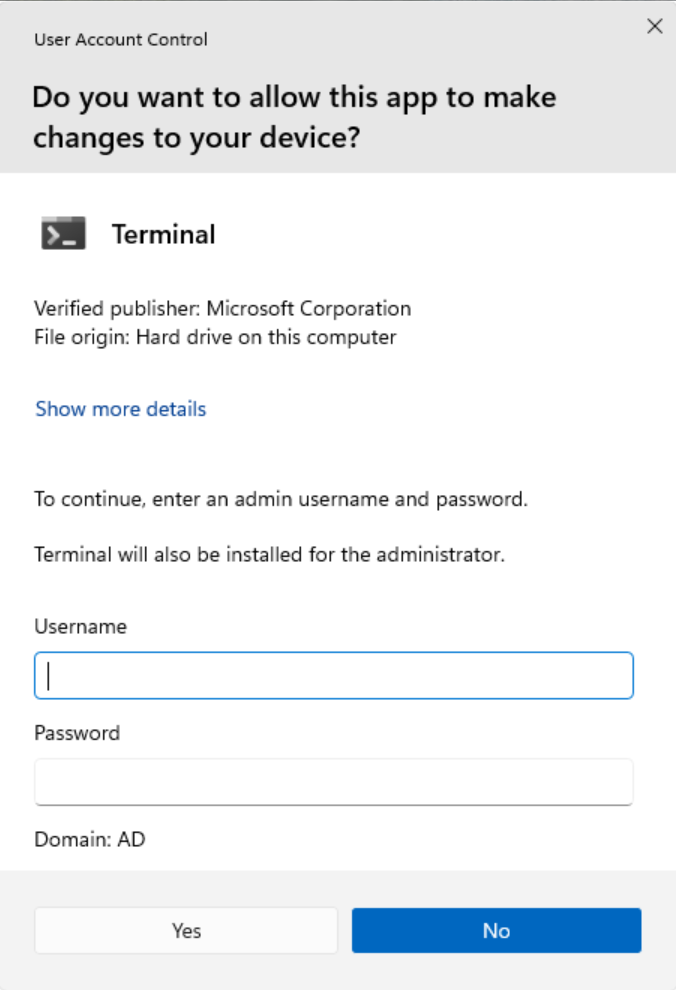 User Account Control
Do you want to allow this app to make
changes to your device?
Terminal
Verified publisher: Microsoft Corporation
File origin: Hard drive on this computer
Show more details
To continue, enter an admin username and password.
Terminal will also be installed for the administrator.
Username
Password
Domain: AD
Yes
No